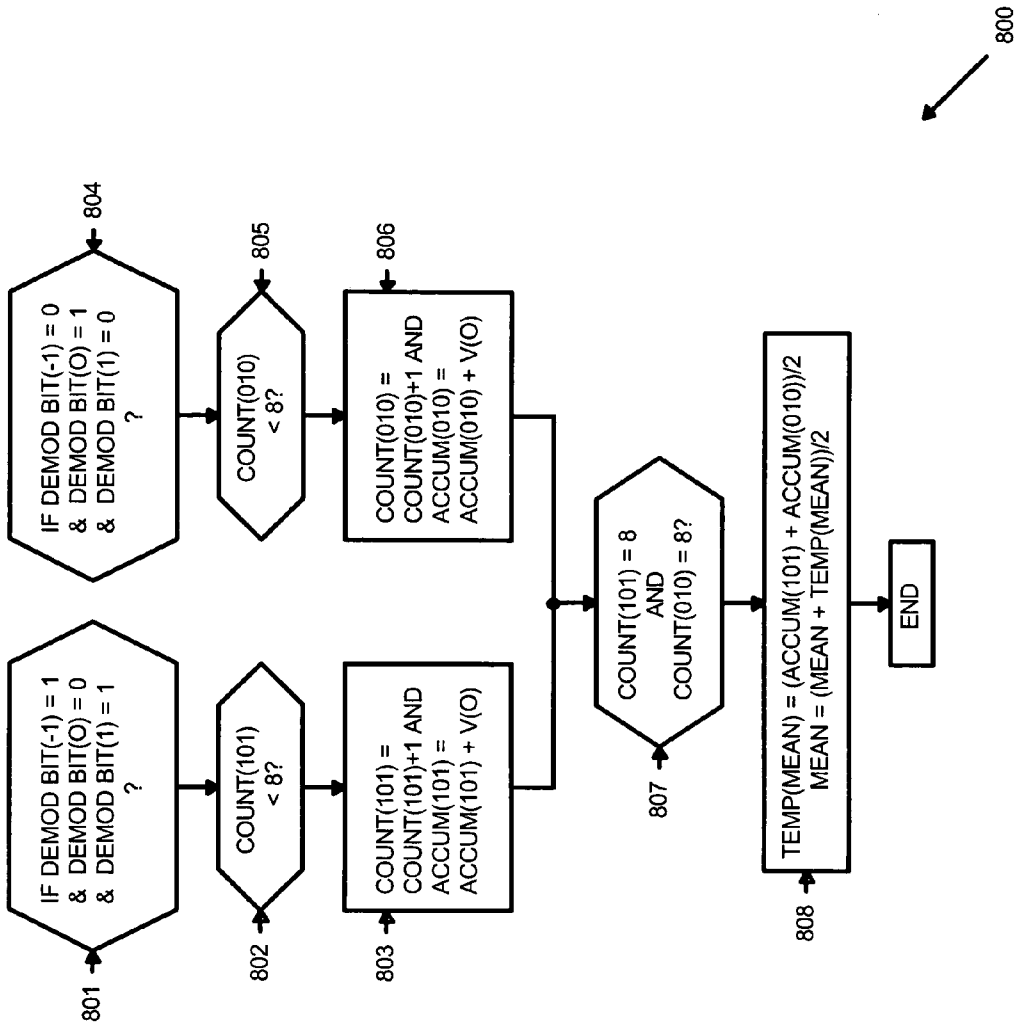 801
IF DEMOD BIT(-1) = 1
& DEMOD BIT(O) = 0
& DEMOD BIT(1) = 1
?
802
COUNT(101)
< 8?
803
COUNT(101) =
COUNT(101)+1 AND
ACCUM(101) =
ACCUM(101) + V(O)
804
IF DEMOD BIT(-1) = 0
& DEMOD BIT(O) = 1
& DEMOD BIT(1) = 0
?
805
COUNT(010)
< 8?
806
COUNT(010) =
COUNT(010)+1 AND
ACCUM(010) =
ACCUM(010) + V(O)
807
COUNT(101) = 8
AND
COUNT(010) = 8?
808
TEMP(MEAN) = (ACCUM(101) + ACCUM(010))/2
MEAN = (MEAN + TEMP(MEAN))/2
END
800